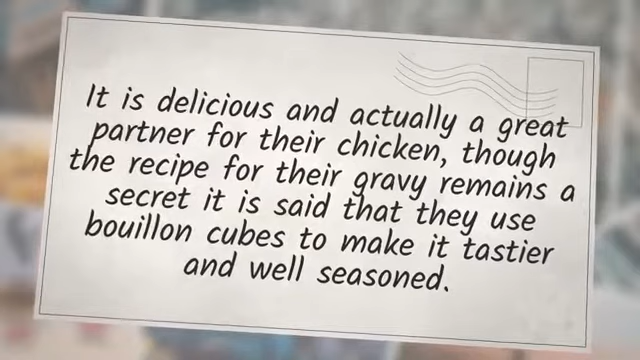 It is delicious and actually a great
partner for their chicken, though
the recipe for their gravy remains a
secret it is said that they use
bouillon cubes to make it tastier
and well seasoned.